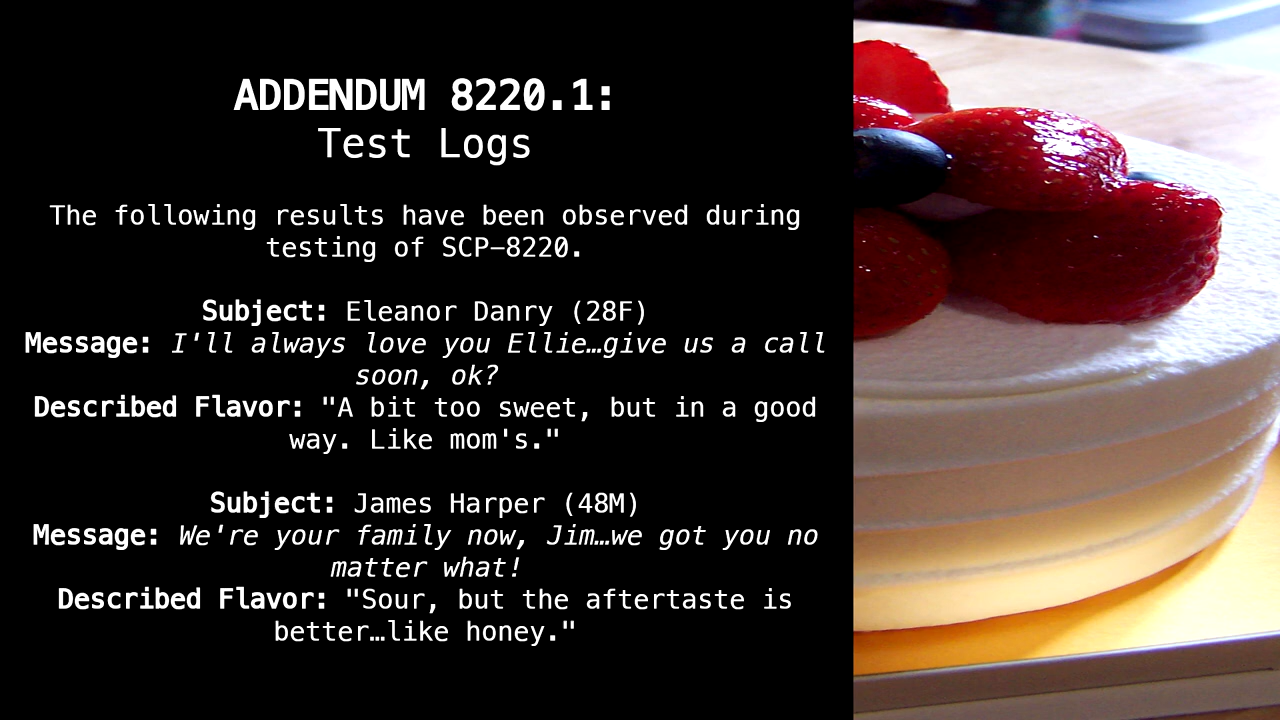 ADDENDUM 8220.1:
Test Logs
The following results have been observed during
testing of SCP-8220.
Subject: Eleanor Danry (28F)
Message: I'll always love you Ellie…give us a call
soon, ok?
Described Flavor: "A bit too sweet, but in a good
way. Like mom's."
Subject: James Harper (48M)
Message: We're your family now, Jim…we got you no
matter what!
Described Flavor: "Sour, but the aftertaste is
better…like honey."